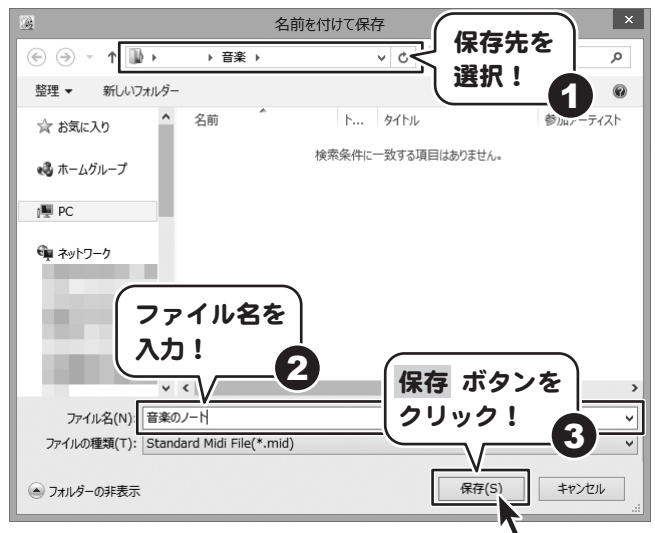 名前を付けて保存
保存先を
選択！
1
音楽
整理
新しいフォルダー
お気に入り
ホームグループ
PC
ネットワーク
名前
ト...
タイトル
参加アーティスト
検索条件に一致する項目はありません。
ファイル名を
入力！
2
保存 ボタンを
クリック！
3
ファイル名(N):
音楽のノート
ファイルの種類(T):
Standard Midi File(*.mid)
フォルダーの非表示
保存(S)
キャンセル